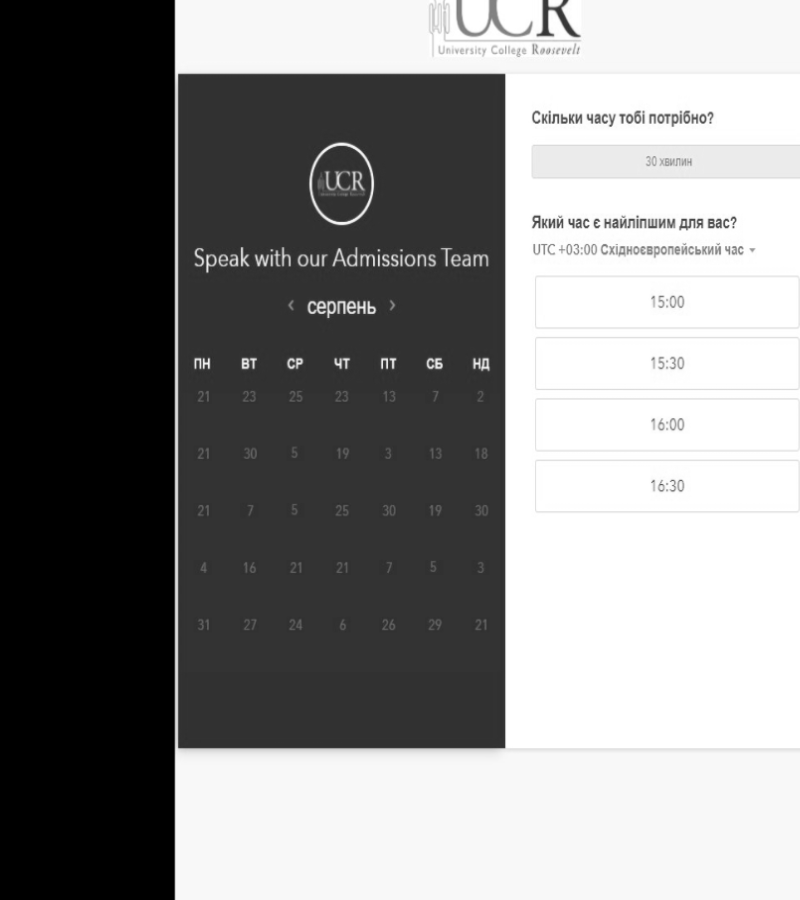 UCR
University College Roosevelt
UCR
Speak with our Admissions Team
‹ серпень ›
ПН ВТ СР ЧТ ПТ СБ НД
21 23 25 23 13 7 2
21 30 5 19 3 13 18
21 7 5 25 30 19 30
4 16 21 21 7 5 3
31 27 24 6 26 29 21
Скільки часу тобі потрібно?
30 хвилин
Який час є найліпшим для вас?
UTC +03:00 Східноєвропейський час
15:00
15:30
16:00
16:30